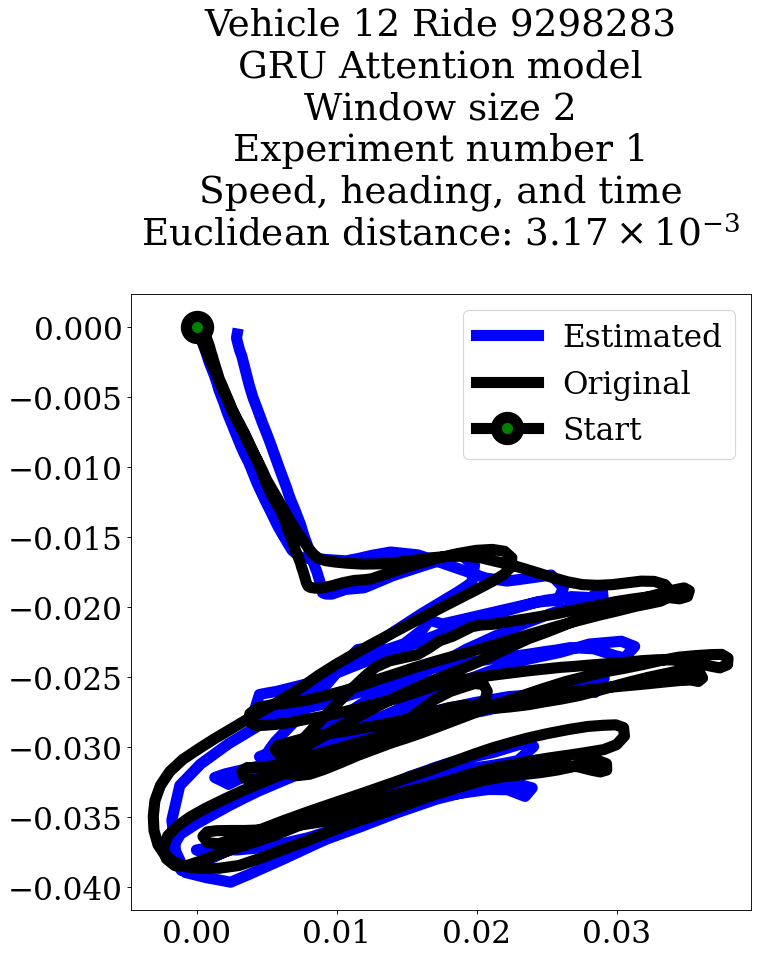 Vehicle 12 Ride 9298283
GRU Attention model
Window size 2
Experiment number 1
Speed, heading, and time
Euclidean distance: 3.17 × 10⁻³
Estimated
Original
Start
0.000
−0.005
−0.010
−0.015
−0.020
−0.025
−0.030
−0.035
−0.040
0.00 0.01 0.02 0.03